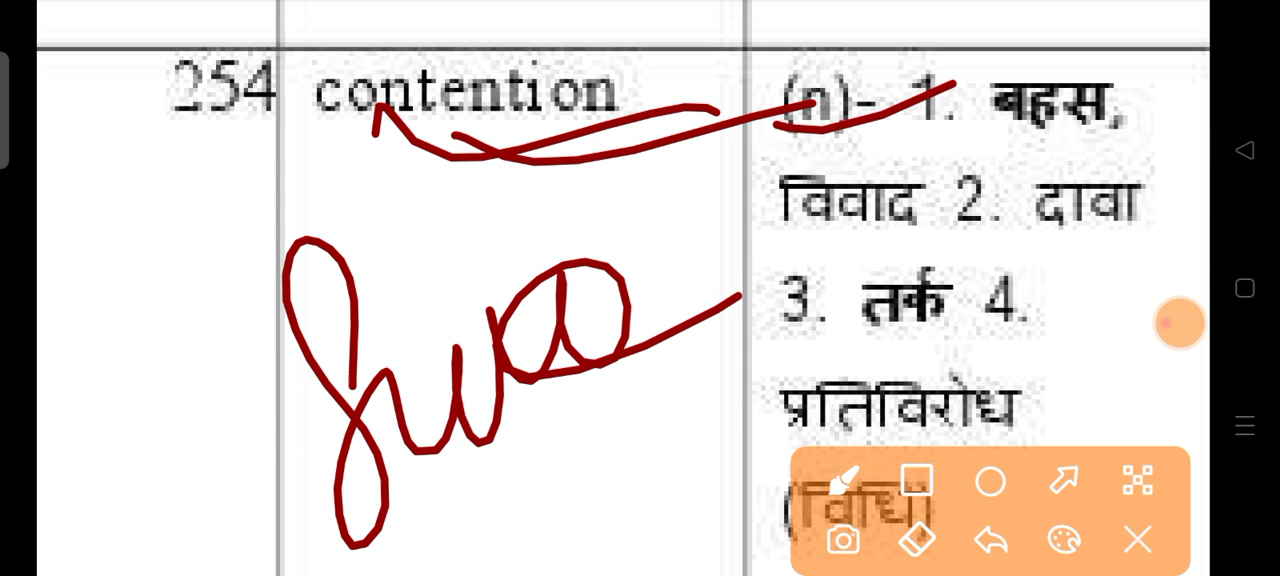 254 contention (n)- 1. बहस,
विवाद 2. दावा
3. तर्क 4.
प्रतिविरोध
(विधि)